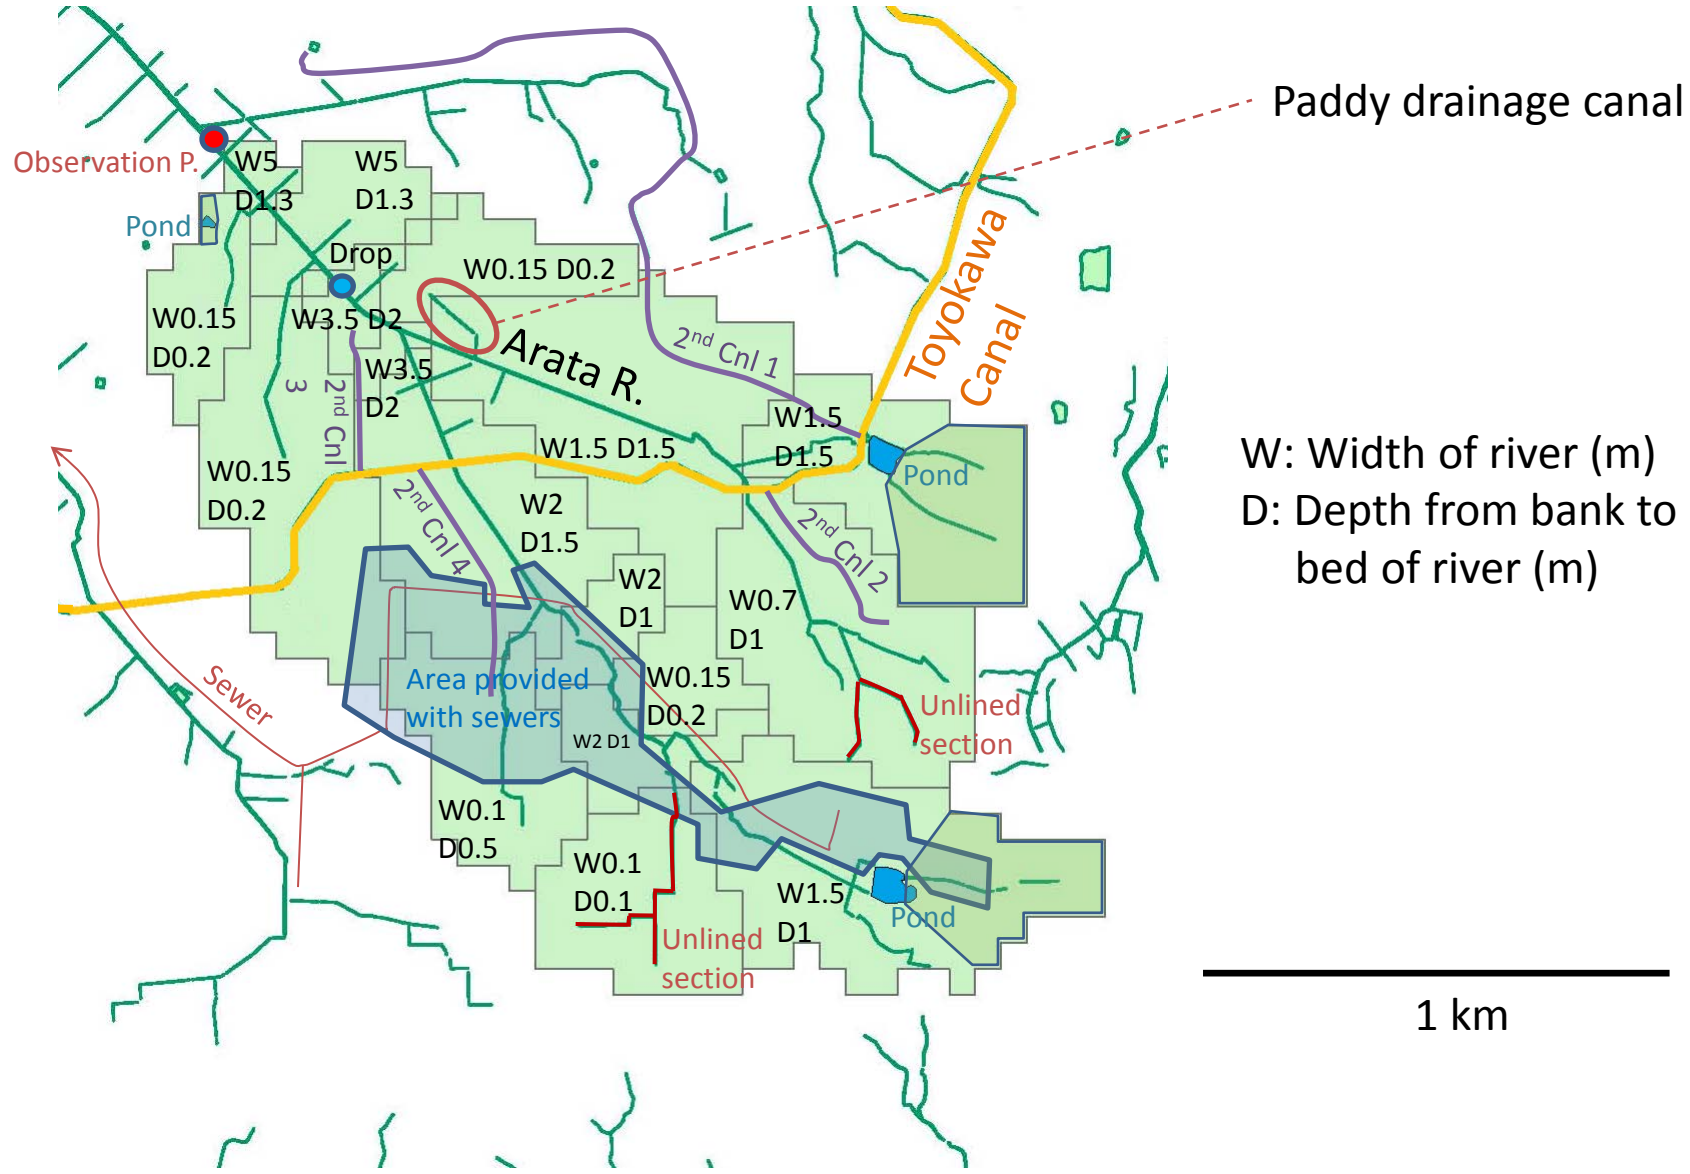 Paddy drainage canal
Observation P.
W5
D1.3
W5
D1.3
Pond
Drop
W0.15 D0.2
W0.15
D0.2
W3.5 D2
W3.5
D2
Arata R.
2nd Cnl 1
Toyokawa
Canal
2nd Cnl
3
W1.5
D1.5
W1.5 D1.5
Pond
W: Width of river (m)
D: Depth from bank to
bed of river (m)
W0.15
D0.2
2nd Cnl 4
W2
D1.5
2nd Cnl 2
W2
D1
W0.7
D1
Sewer
Area provided
with sewers
W0.15
D0.2
Unlined
section
W2 D1
W0.1
D0.5
W0.1
D0.1
W1.5
D1
Pond
Unlined
section
1 km